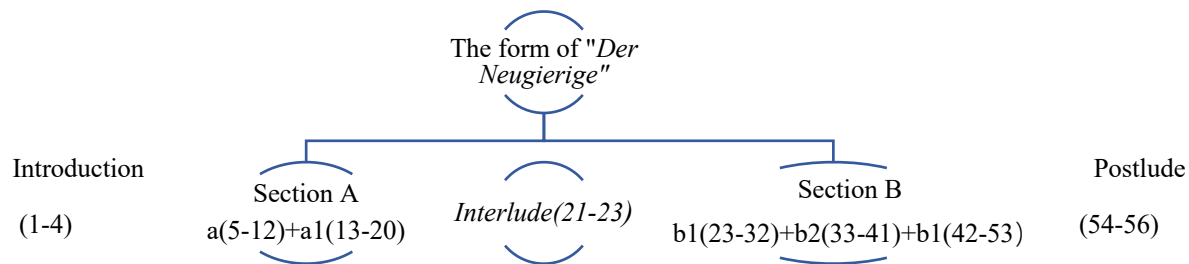 The form of "Der
Neugierige"
Introduction
(1-4)
Section A
a(5-12)+a1(13-20)
Interlude(21-23)
Section B
b1(23-32)+b2(33-41)+b1(42-53)
Postlude
(54-56)